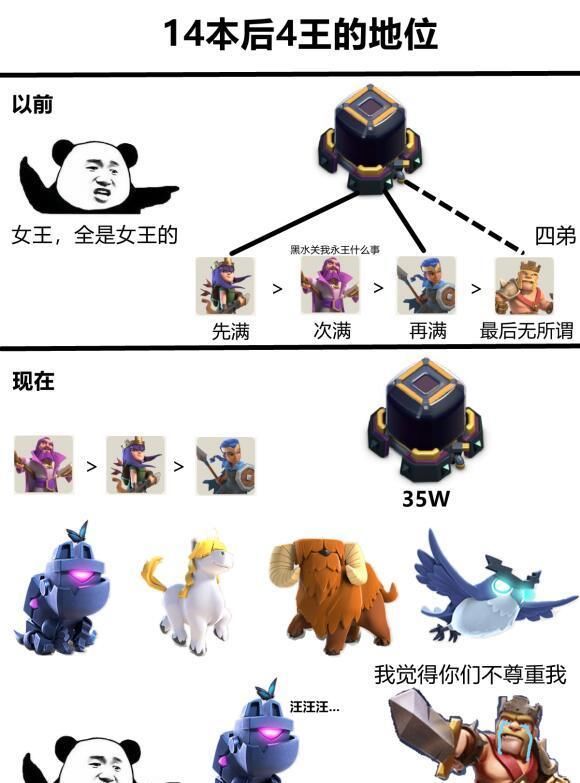 14本后4王的地位
以前
女王，全是女王的
四弟
黑水关我永王什么事
>
>
>
先满
次满
再满
最后无所谓
现在
>
>
35W
我觉得你们不尊重我
汪汪汪...